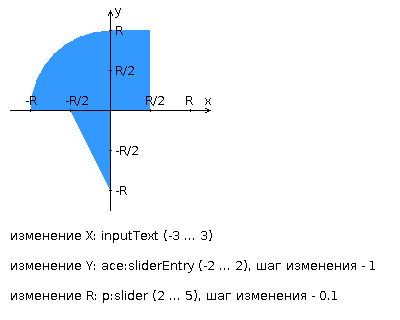 y
R
R/2
-R -R/2 R/2 R x
-R/2
-R
изменение X: inputText (-3 ... 3)
изменение Y: ace:sliderEntry (-2 ... 2), шаг изменения - 1
изменение R: p:slider (2 ... 5), шаг изменения - 0.1